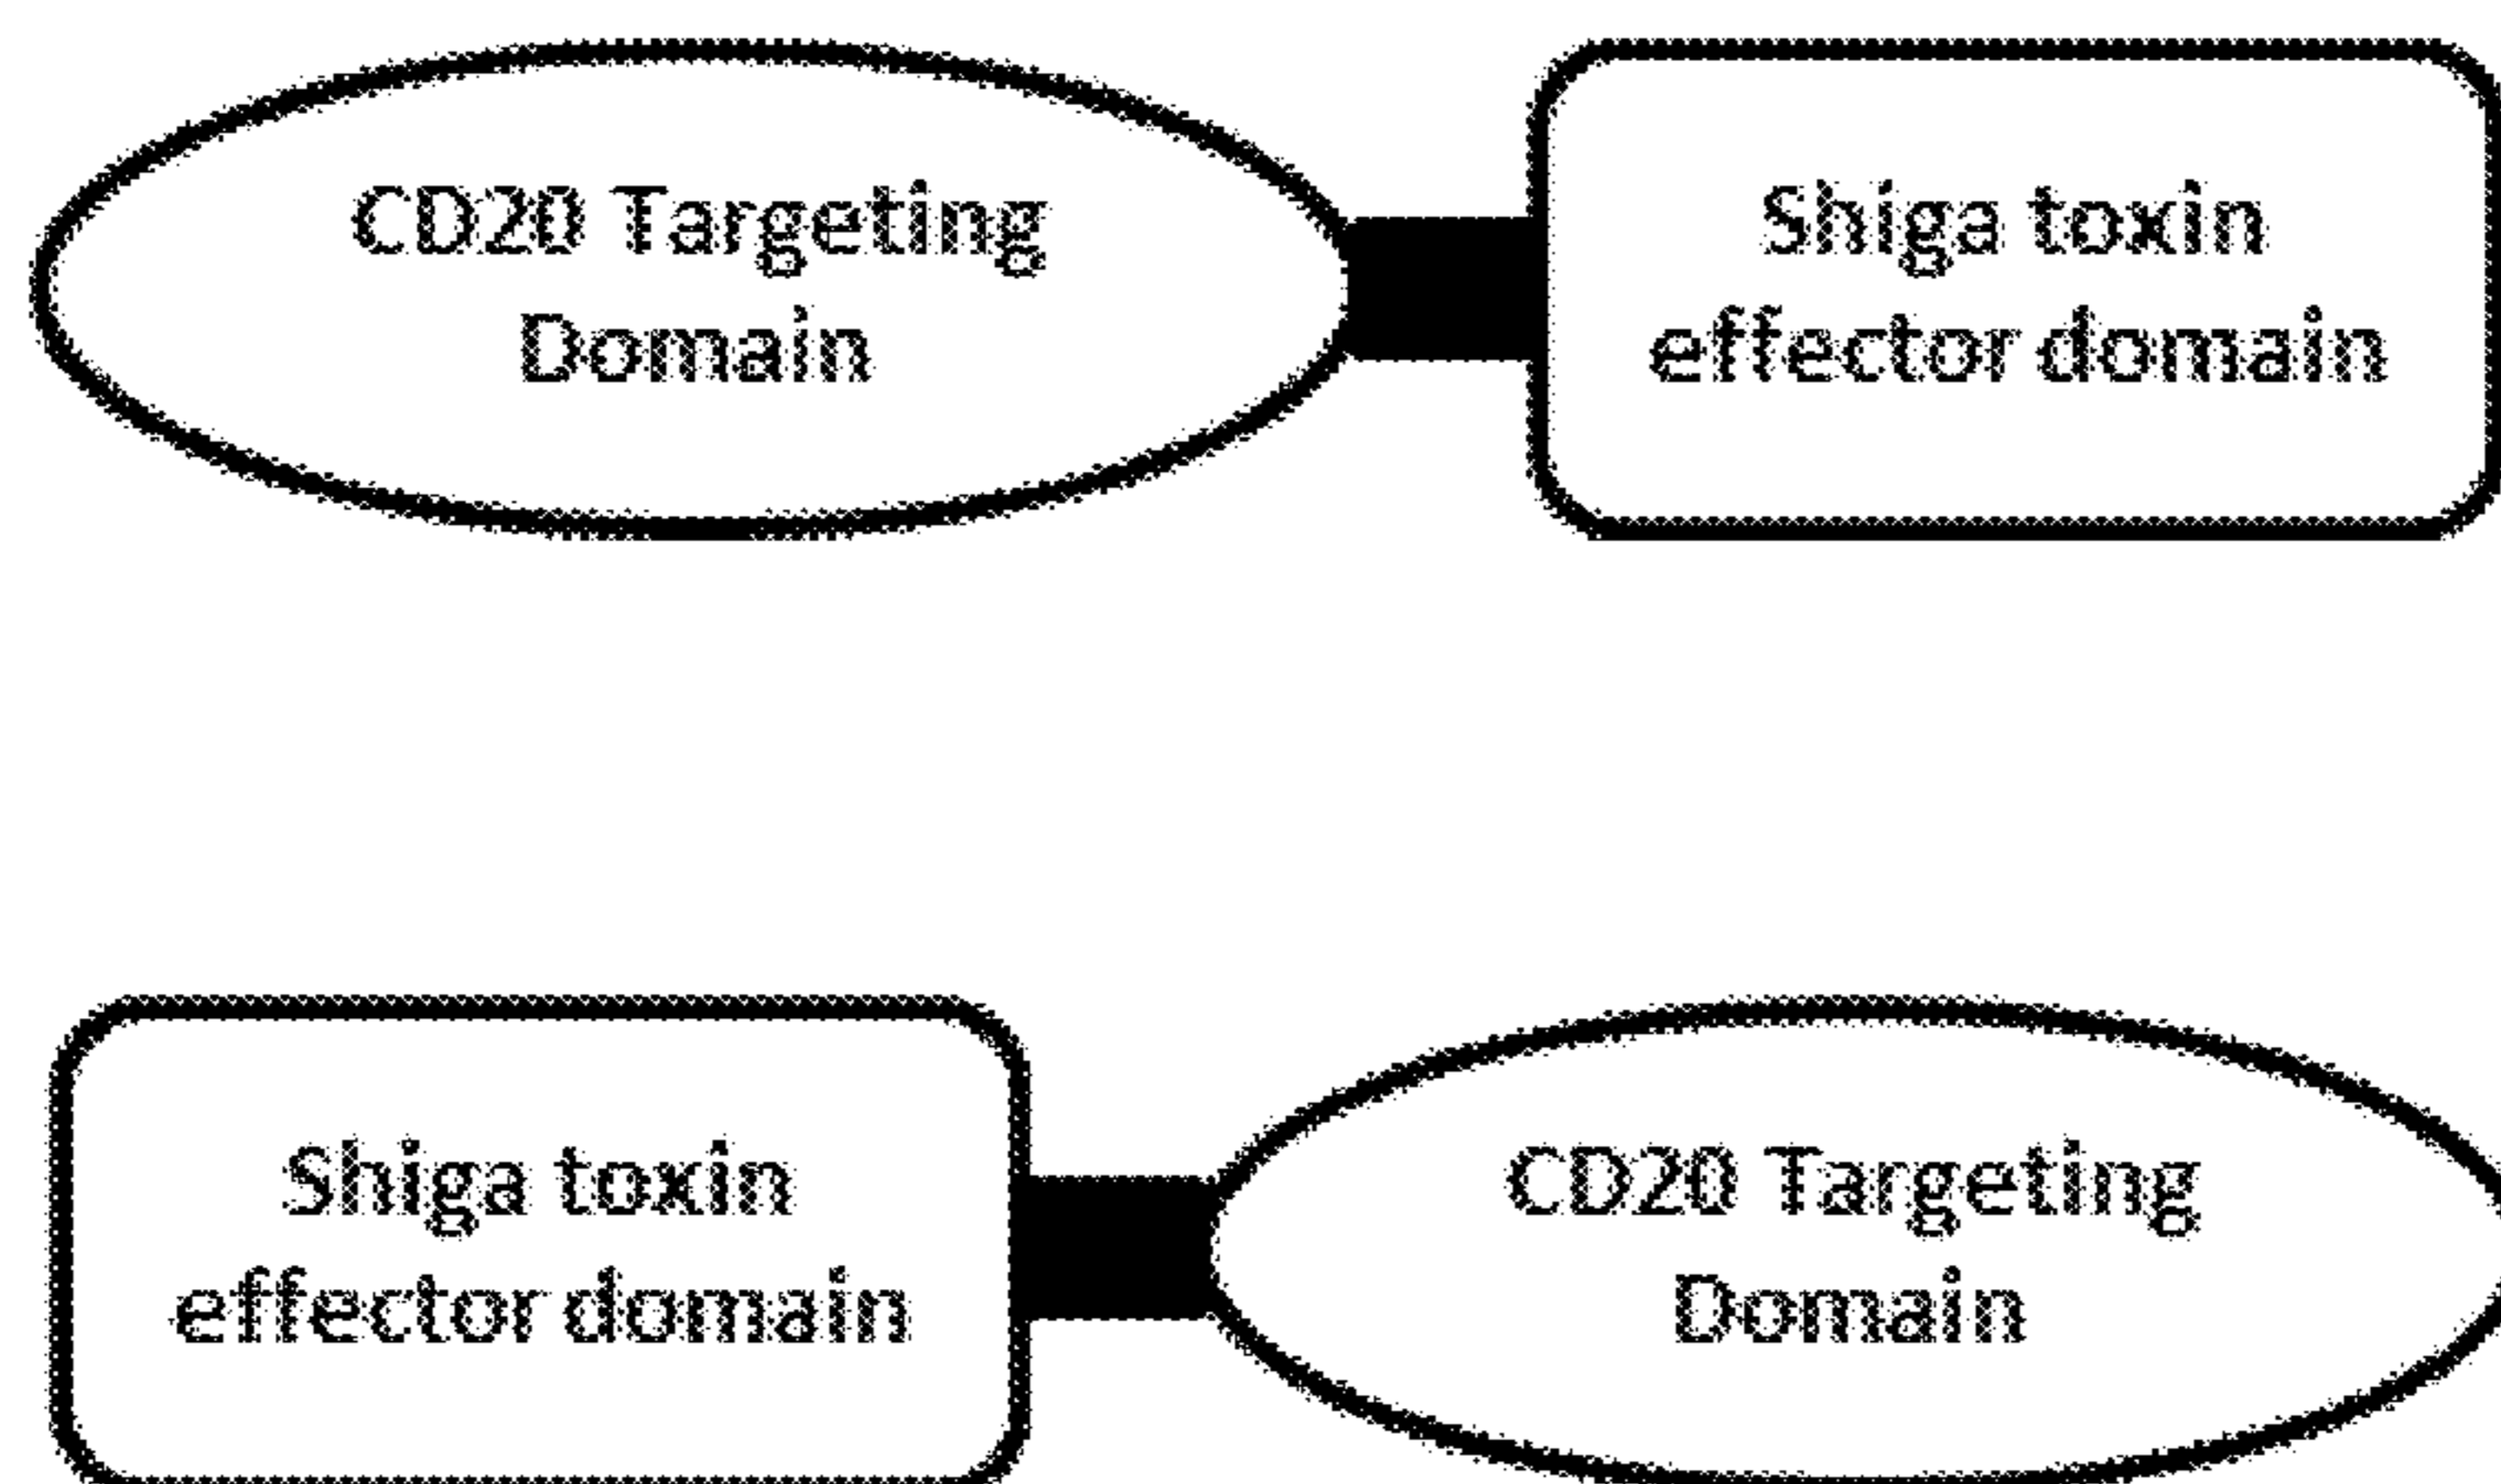 CD20 Targeting
Domain
Shiga toxin
effector domain
Shiga toxin
effector domain
CD20 Targeting
Domain